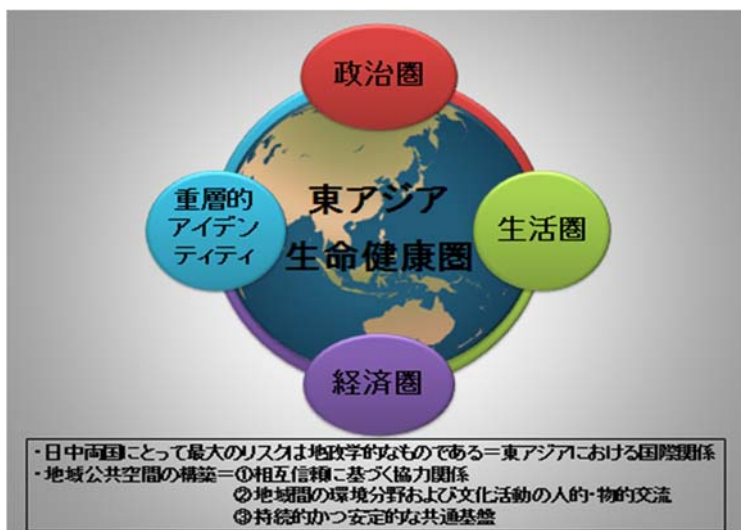 政治圏
重層的
アイデン
ティティ
東アジア
生命健康圏
生活圏
経済圏
・日中両国にとって最大のリスクは地政学的なものである＝東アジアにおける国際関係
・地域公共空間の構築＝①相互信頼に基づく協力関係
②地域間の環境分野および文化活動の人的・物的交流
③持続的かつ安定的な共通基盤